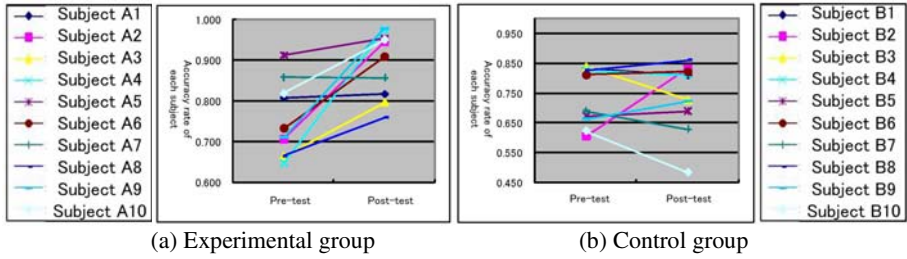 Subject A1
Subject A2
Subject A3
Subject A4
Subject A5
Subject A6
Subject A7
Subject A8
Subject A9
Subject A10
Accuracy rate of
each subject
1.000
0.900
0.800
0.700
0.600
Pre-test
Post-test
(a) Experimental group
Accuracy rate of
each subject
0.950
0.850
0.750
0.650
0.550
0.450
Pre-test
Post-test
(b) Control group
Subject B1
Subject B2
Subject B3
Subject B4
Subject B5
Subject B6
Subject B7
Subject B8
Subject B9
Subject B10